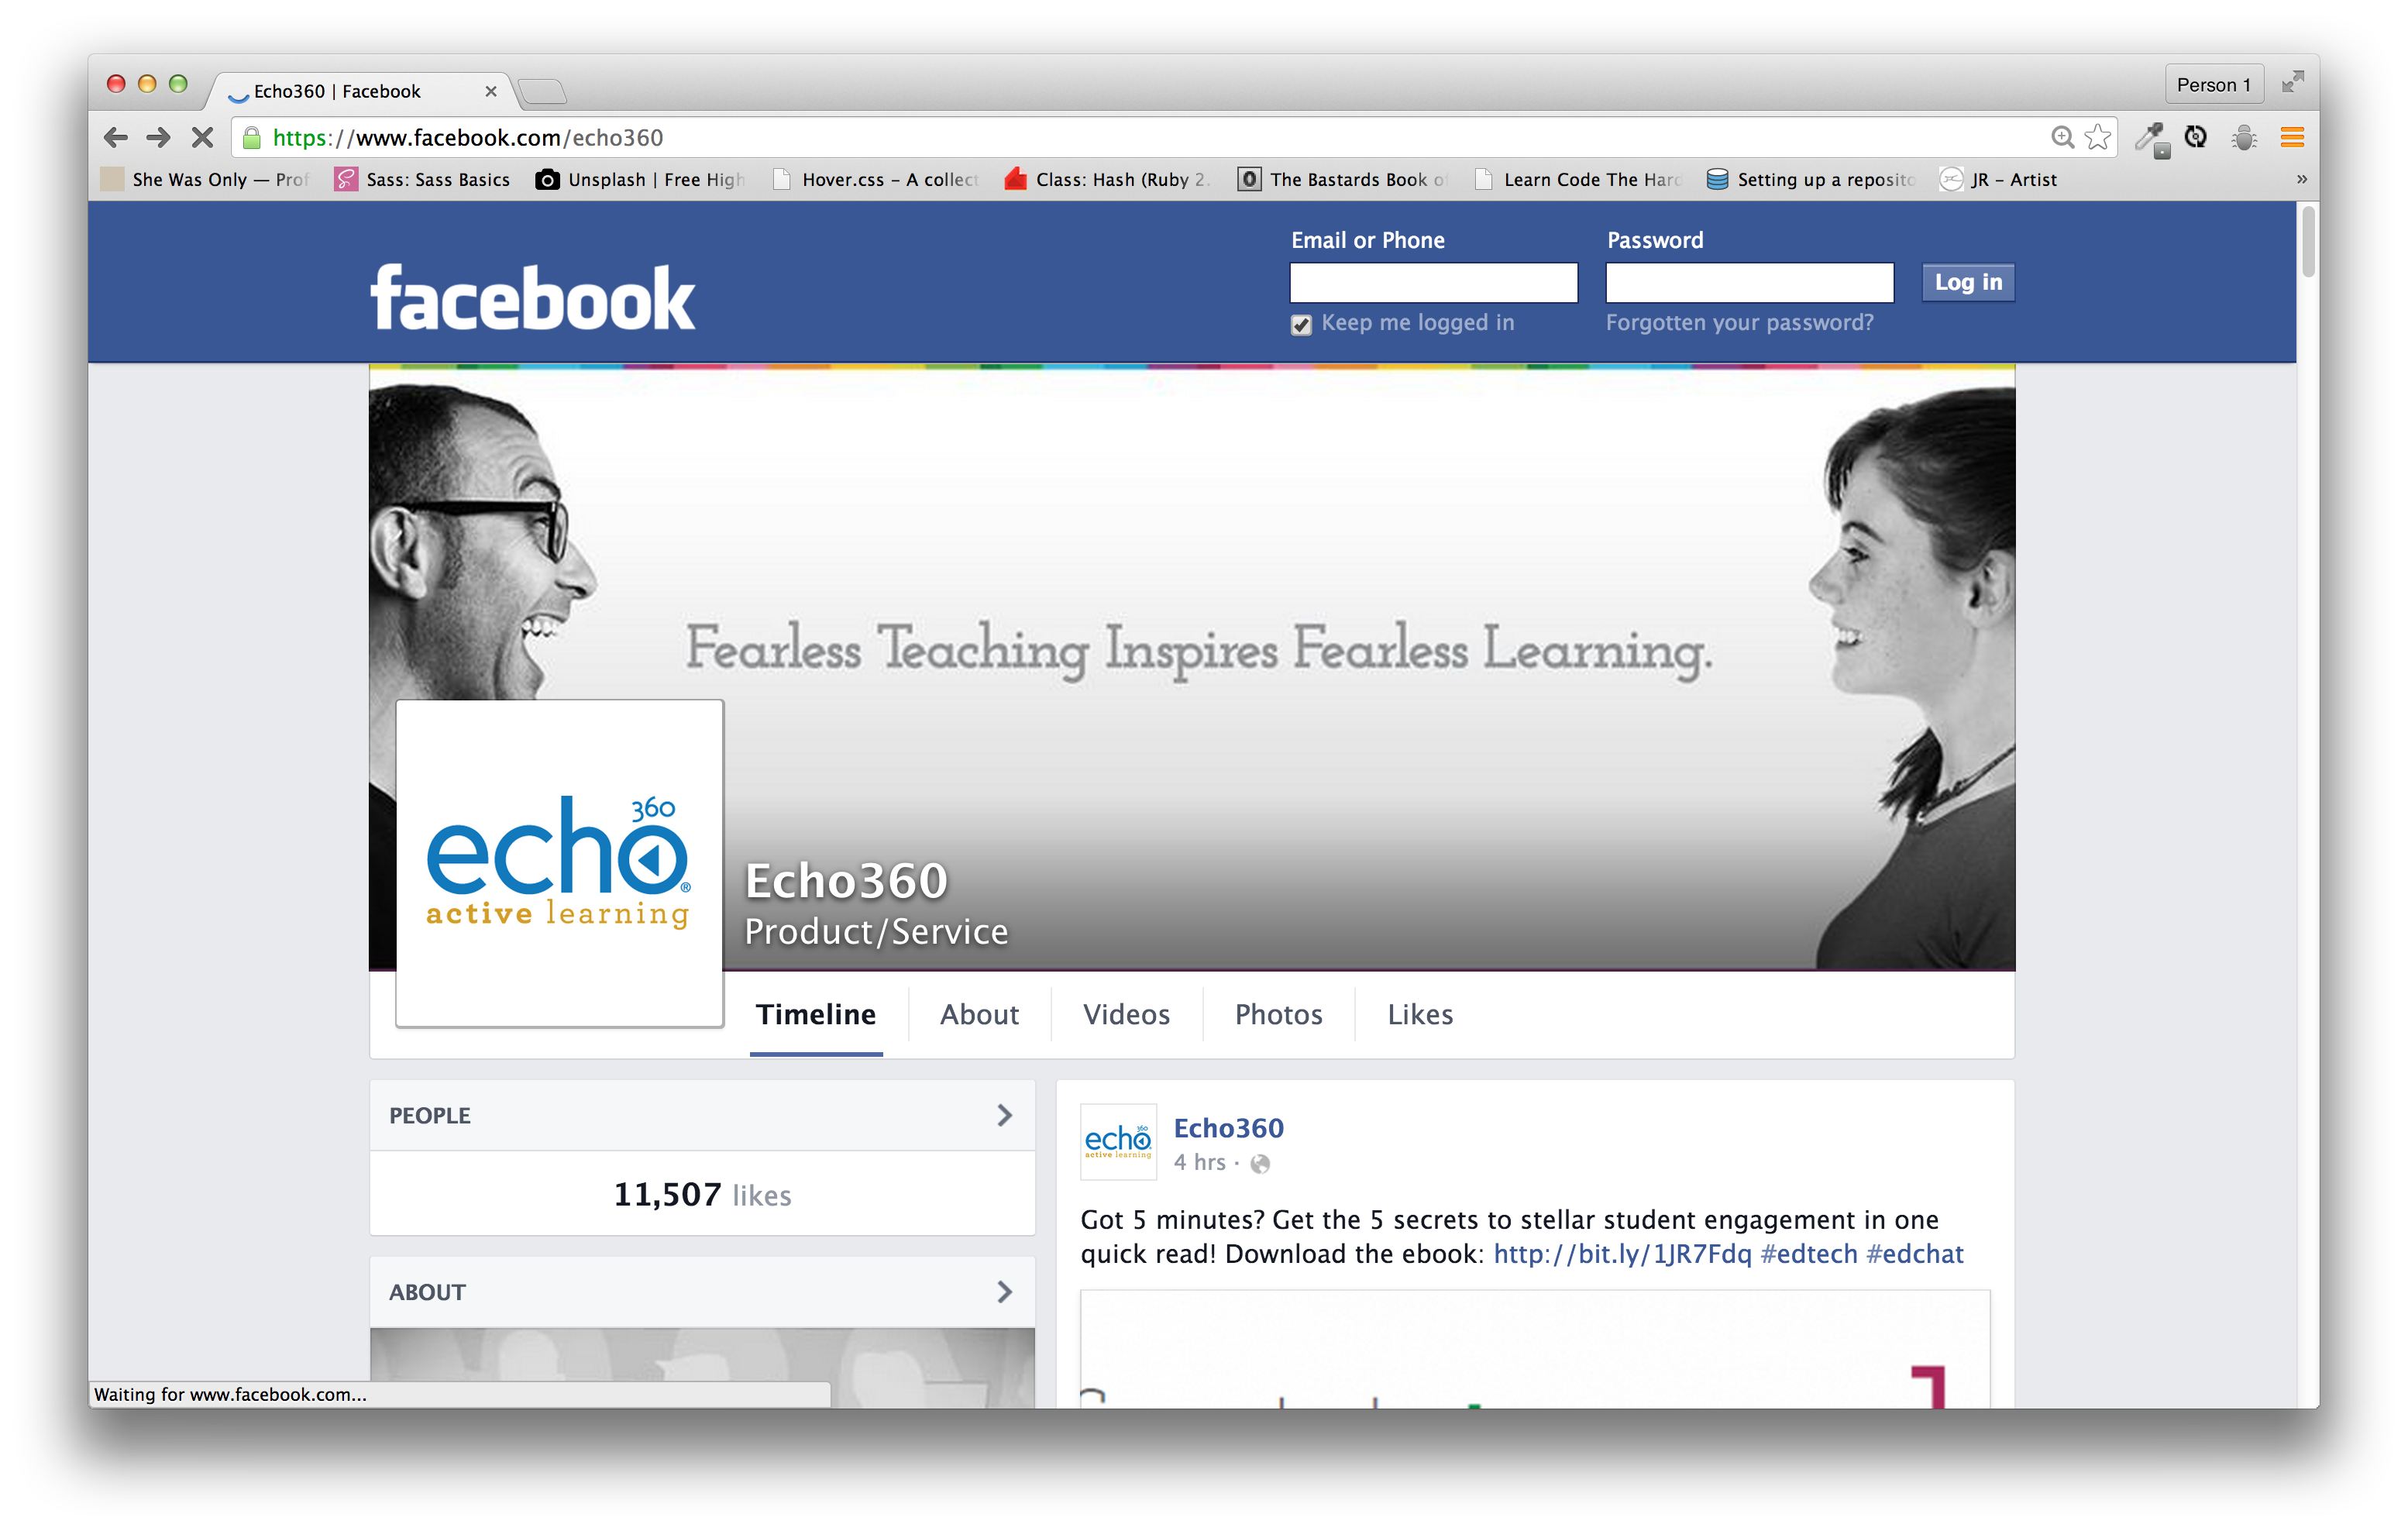 Echo360 | Facebook
Person 1
https://www.facebook.com/echo360
She Was Only — Prof
Sass: Sass Basics
Unsplash | Free High
Hover.css – A collect
Class: Hash (Ruby 2.
The Bastards Book o
Learn Code The Hard
Setting up a reposito
JR – Artist
»
facebook
Email or Phone
Password
Log in
Keep me logged in
Forgotten your password?
Fearless Teaching Inspires Fearless Learning.
echo 360 ®
active learning
Echo360
Product/Service
Timeline
About
Videos
Photos
Likes
PEOPLE
11,507 likes
ABOUT
echo 360
active learning
Echo360
4 hrs ·
Got 5 minutes? Get the 5 secrets to stellar student engagement in one
quick read! Download the ebook: http://bit.ly/1JR7Fdq #edtech #edchat
Waiting for www.facebook.com...